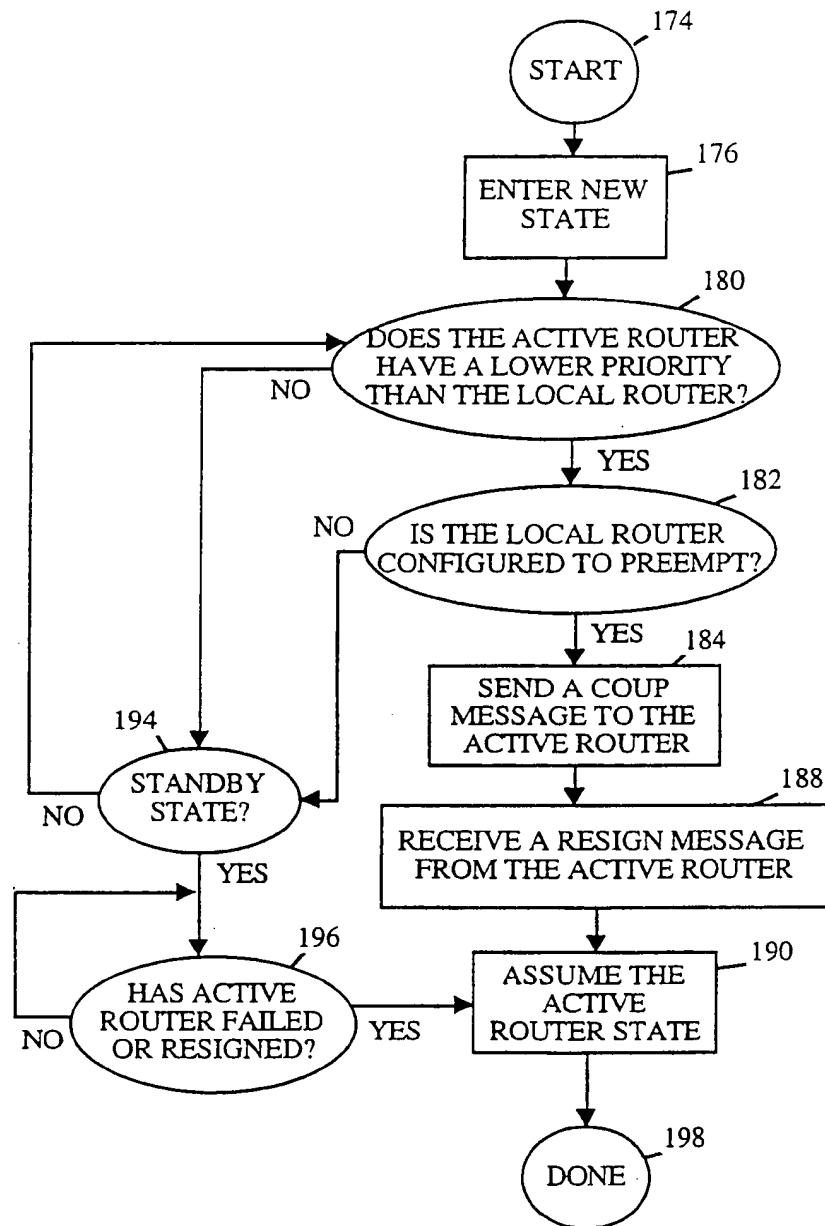 174
START
176
ENTER NEW
STATE
180
DOES THE ACTIVE ROUTER
HAVE A LOWER PRIORITY
THAN THE LOCAL ROUTER?
NO
YES
182
NO
IS THE LOCAL ROUTER
CONFIGURED TO PREEMPT?
YES
184
SEND A COUP
MESSAGE TO THE
ACTIVE ROUTER
194
STANDBY
STATE?
NO
YES
188
RECEIVE A RESIGN MESSAGE
FROM THE ACTIVE ROUTER
196
HAS ACTIVE
ROUTER FAILED
OR RESIGNED?
NO
YES
190
ASSUME THE
ACTIVE
ROUTER STATE
198
DONE